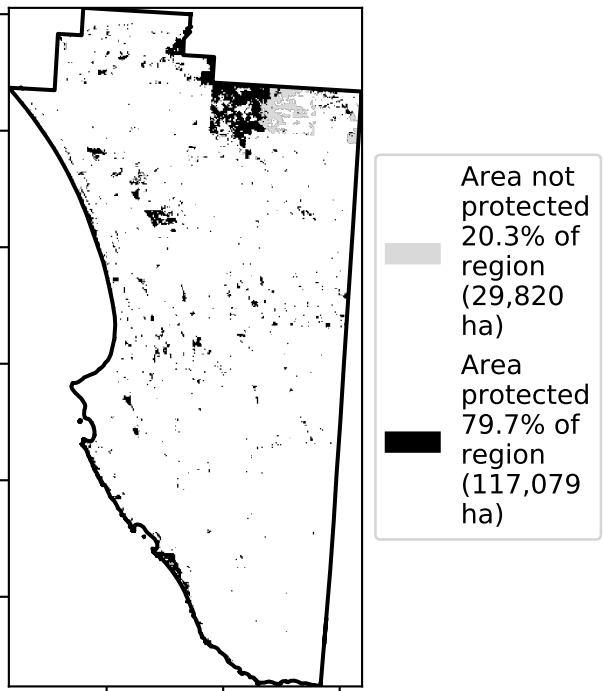 Area not
protected
20.3% of
region
(29,820
ha)
Area
protected
79.7% of
region
(117,079
ha)